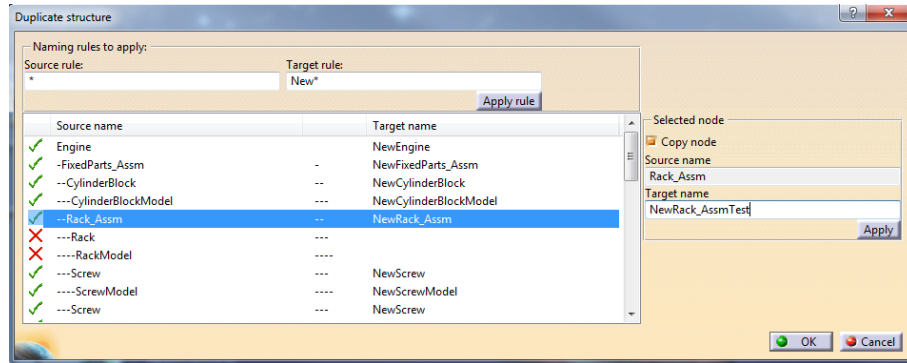 Duplicate structure
?
Naming rules to apply:
Source rule: Target rule:
* New*
Apply rule
Source name Target name
Engine NewEngine
-FixedParts_Assm - NewFixedParts_Assm
--CylinderBlock -- NewCylinderBlock
---CylinderBlockModel --- NewCylinderBlockModel
--Rack_Assm -- NewRack_Assm
---Rack ---
----RackModel ----
---Screw --- NewScrew
----ScrewModel ---- NewScrewModel
---Screw --- NewScrew
Selected node
Copy node
Source name
Rack_Assm
Target name
NewRack_AssmTest
Apply
OK Cancel